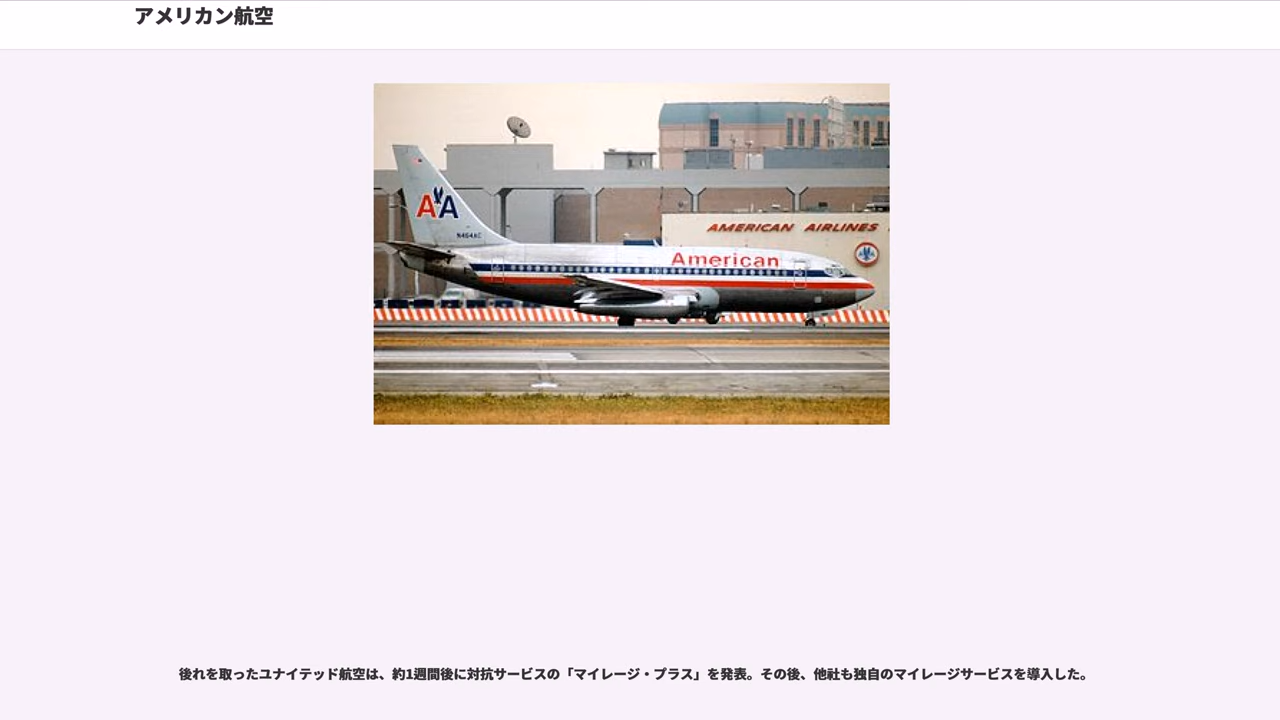 アメリカン航空
AMERICAN AIRLINES
AA
N464AC
American
後れを取ったユナイテッド航空は、約1週間後に対抗サービスの「マイレージ・プラス」を発表。その後、他社も独自のマイレージサービスを導入した。